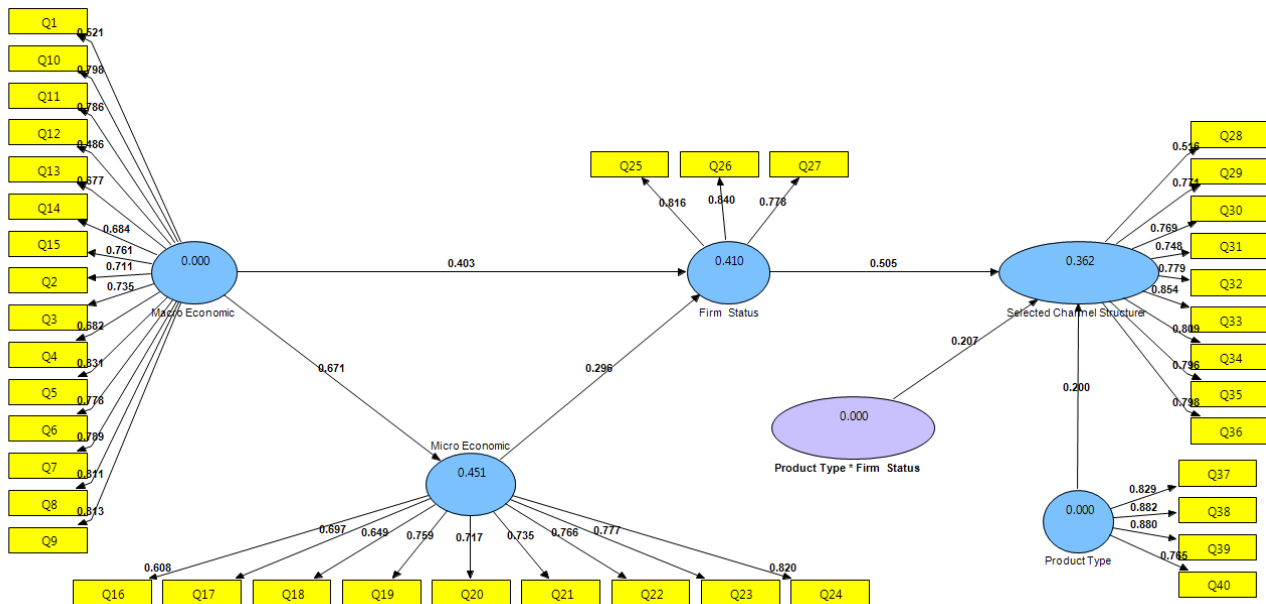 Q1
0.521
Q10
0.798
Q11
0.786
Q12
0.486
Q13
0.677
Q14
0.684
Q15
0.761
Q2
0.711
Q3
0.735
Q4
0.682
Q5
0.831
Q6
0.778
Q7
0.789
Q8
0.811
Q9
0.813
0.000
Macro Economic
0.403
0.671
0.296
Q25
Q26
Q27
0.816
0.840
0.778
0.410
Firm Status
0.505
0.362
Selected Channel Structurer
Q28
0.516
Q29
0.771
Q30
0.769
Q31
0.748
Q32
0.779
Q33
0.854
Q34
0.809
Q35
0.796
Q36
0.798
0.207
0.200
0.000
Product Type * Firm Status
0.000
Product Type
Q37
0.829
Q38
0.882
Q39
0.880
Q40
0.765
Micro Economic
0.451
0.608
0.697
0.649
0.759
0.717
0.735
0.766
0.777
0.820
Q16
Q17
Q18
Q19
Q20
Q21
Q22
Q23
Q24